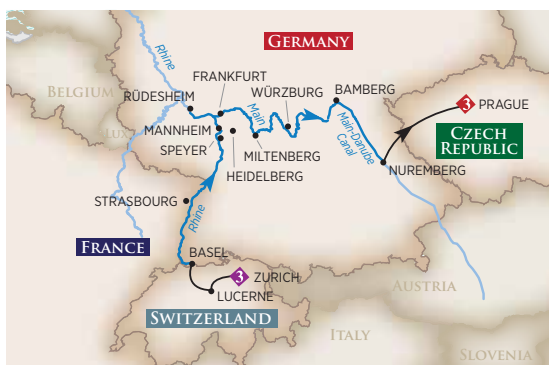 GERMANY
Rhine
FRANKFURT
BELGIUM
RÜDESHEIM
WÜRZBURG
BAMBERG
3
PRAGUE
Main
LUX
MANNHEIM
SPEYER
CZECH
REPUBLIC
MILTENBERG
Main-Danube
Canal
HEIDELBERG
NUREMBERG
STRASBOURG
Rhine
FRANCE
BASEL
3
ZURICH
LUCERNE
AUSTRIA
SWITZERLAND
ITALY
SLOVENIA